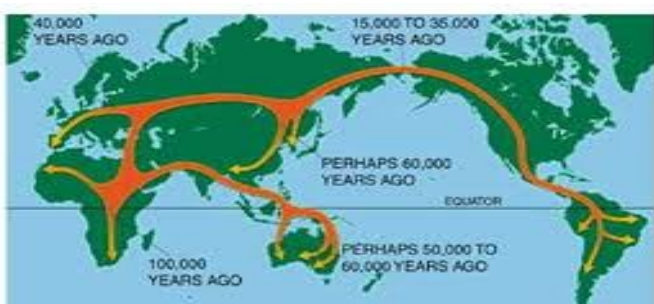 40,000
YEARS AGO
15,000 TO 35,000
YEARS AGO
PERHAPS 60,000
YEARS AGO
EQUATOR
100,000
YEARS AGO
PERHAPS 50,000 TO
60,000 YEARS AGO